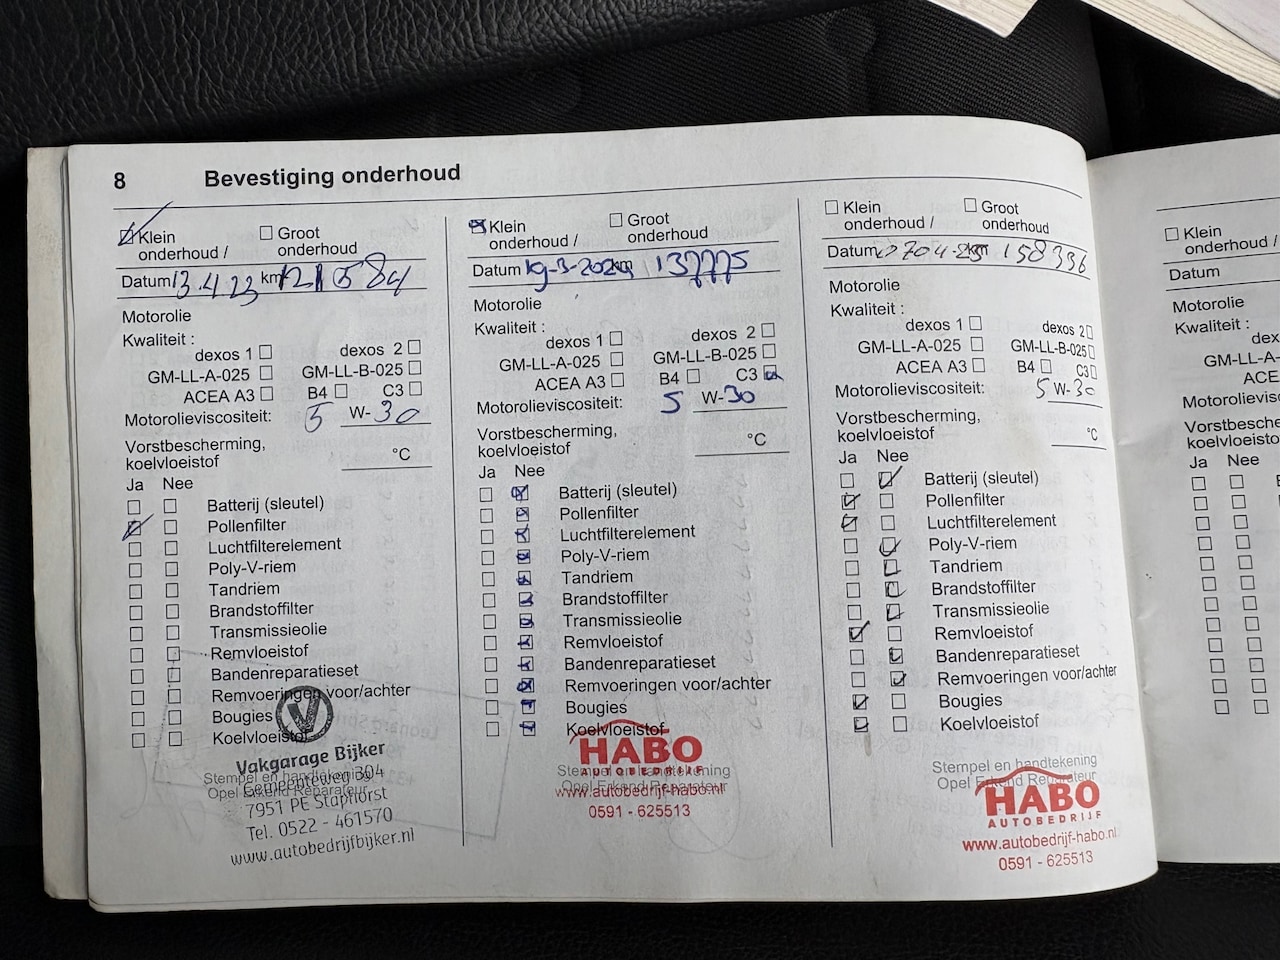 8 Bevestiging onderhoud
Klein onderhoud / Groot onderhoud
Datum 13.4.23 km 121584
Motorolie
Kwaliteit :
dexos 1 dexos 2
GM-LL-A-025 GM-LL-B-025
ACEA A3 B4 C3
Motorolieviscositeit: 5 W-30
Vorstbescherming,
koelvloeistof °C
Ja Nee
Batterij (sleutel)
Pollenfilter
Luchtfilterelement
Poly-V-riem
Tandriem
Brandstoffilter
Transmissieolie
Remvloeistof
Bandenreparatieset
Remvoeringen voor/achter
Bougies
Koelvloeistof
Stempel en handtekening
Opel Erkend Reparateur
V
Vakgarage Bijker
Gemeenteweg 304
7951 PE Staphorst
Tel. 0522 - 461570
www.autobedrijfbijker.nl
Klein onderhoud / Groot onderhoud
Datum 19-3-2024 km 137775
Motorolie
Kwaliteit :
dexos 1 dexos 2
GM-LL-A-025 GM-LL-B-025
ACEA A3 B4 C3
Motorolieviscositeit: 5 W-30
Vorstbescherming,
koelvloeistof °C
Ja Nee
Batterij (sleutel)
Pollenfilter
Luchtfilterelement
Poly-V-riem
Tandriem
Brandstoffilter
Transmissieolie
Remvloeistof
Bandenreparatieset
Remvoeringen voor/achter
Bougies
Koelvloeistof
Stempel en handtekening
Opel Erkend Reparateur
HABO
AUTOBEDRIJF
www.autobedrijf-habo.nl
0591 - 625513
Klein onderhoud / Groot onderhoud
Datum km 158336
Motorolie
Kwaliteit :
dexos 1 dexos 2
GM-LL-A-025 GM-LL-B-025
ACEA A3 B4 C3
Motorolieviscositeit: 5 W-30
Vorstbescherming,
koelvloeistof °C
Ja Nee
Batterij (sleutel)
Pollenfilter
Luchtfilterelement
Poly-V-riem
Tandriem
Brandstoffilter
Transmissieolie
Remvloeistof
Bandenreparatieset
Remvoeringen voor/achter
Bougies
Koelvloeistof
Stempel en handtekening
Opel Erkend Reparateur
HABO
AUTOBEDRIJF
www.autobedrijf-habo.nl
0591 - 625513
Klein
onderhoud /
Datum
Motorolie
Kwaliteit :
GM-LL-A-02
Ja Nee